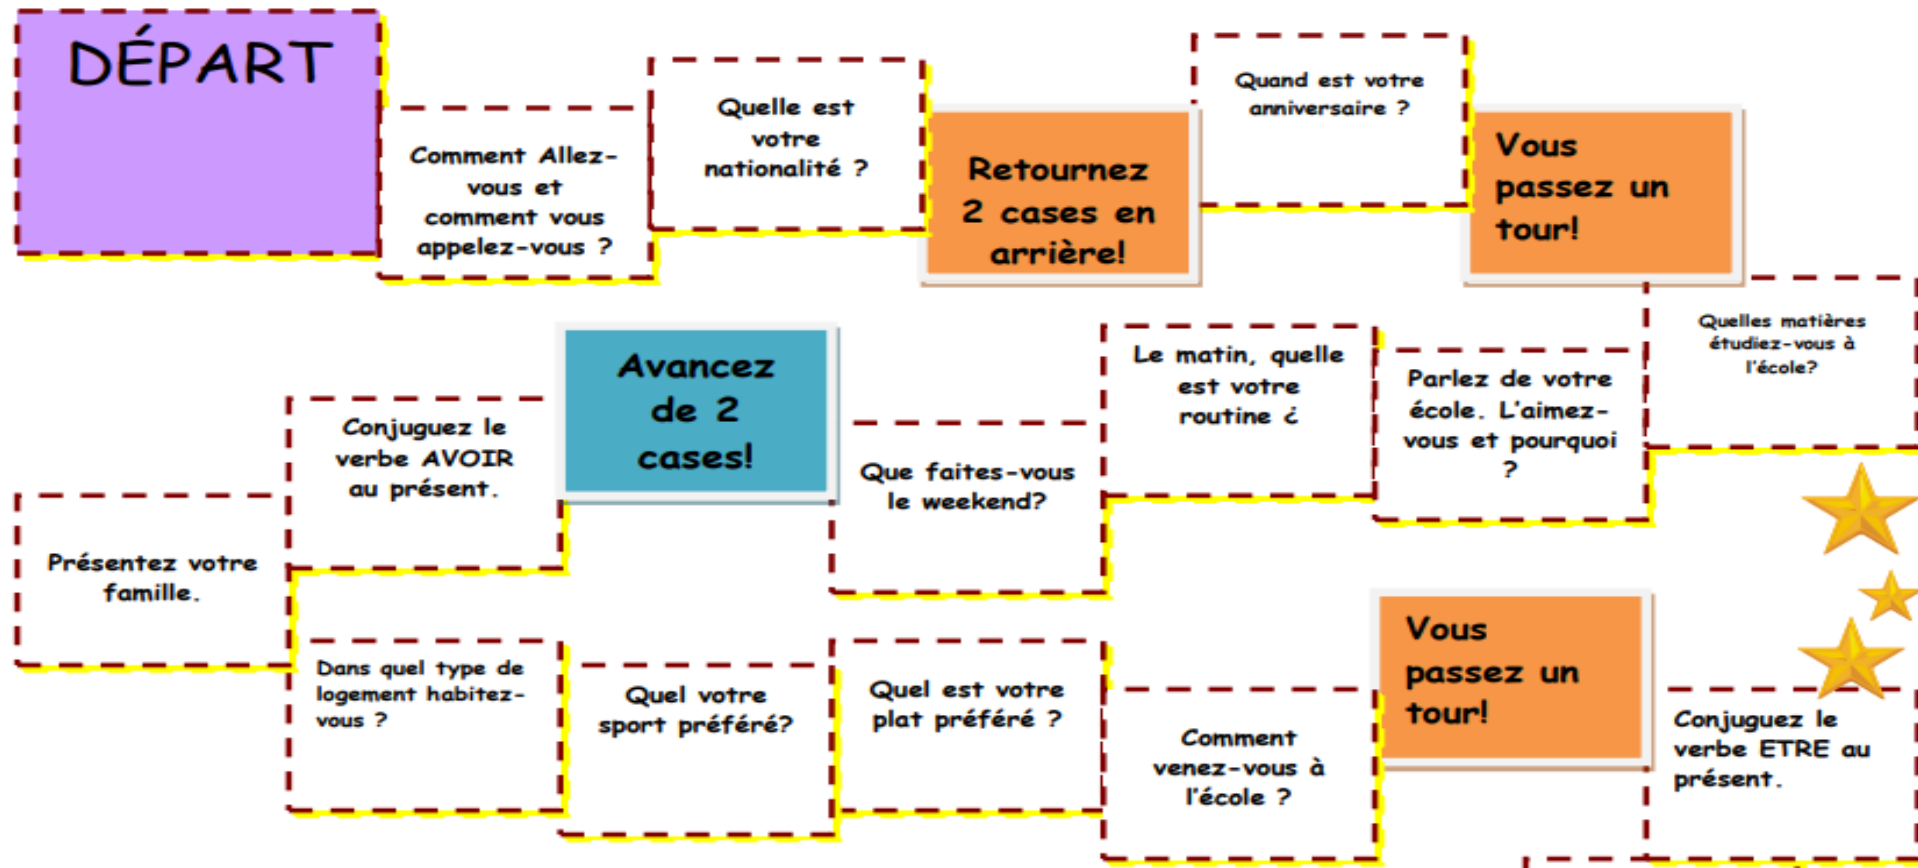 DÉPART
Comment Allez-
vous et
comment vous
appelez-vous ?
Quelle est
votre
nationalité ?
Retournez
2 cases en
arrière!
Quand est votre
anniversaire ?
Vous
passez un
tour!
Quelles matières
étudiez-vous à
l'école?
Parlez de votre
école. L'aimez-
vous et pourquoi
?
Le matin, quelle
est votre
routine ¿
Que faites-vous
le weekend?
Avancez
de 2
cases!
Conjuguez le
verbe AVOIR
au présent.
Présentez votre
famille.
Dans quel type de
logement habitez-
vous ?
Quel votre
sport préféré?
Quel est votre
plat préféré ?
Comment
venez-vous à
l'école ?
Vous
passez un
tour!
Conjuguez le
verbe ETRE au
présent.